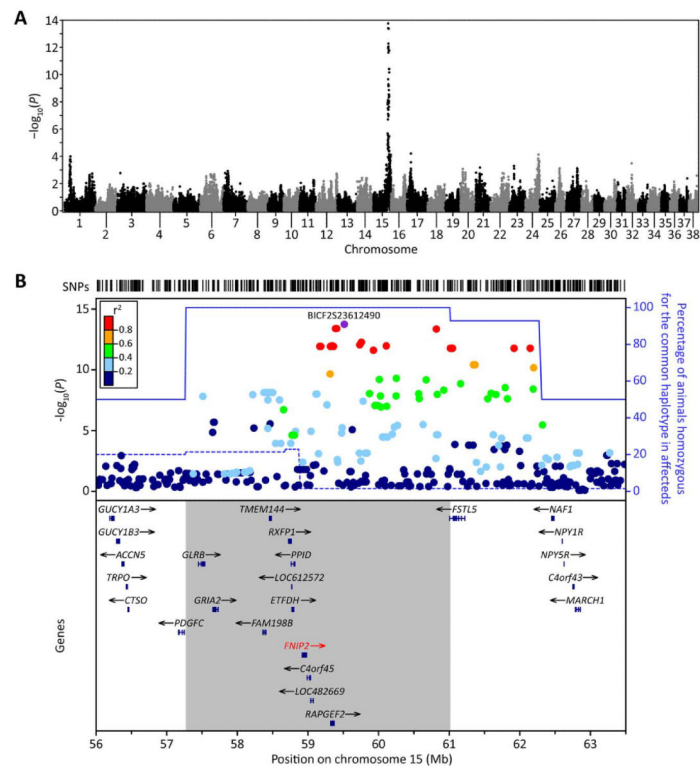 A
14
12
10
8
6
4
2
0
−log₁₀(P)
1 2 3 4 5 6 7 8 9 10 11 12 13 14 15 16 17 18 19 20 21 22 23 24 25 26 27 28 29 30 31 32 33 34 35 36 37 38
Chromosome
B
SNPs
r²
0.8
0.6
0.4
0.2
BICF2S23612490
15
10
5
0
-log₁₀(P)
100
80
60
40
20
0
Percentage of animals homozygous
for the common haplotype in affecteds
GUCY1A3 TMEM144 FSTL5 NAF1
GUCY1B3 RXFP1 NPY1R
ACCN5 GLRB PPID NPY5R
TRPO LOC612572 C4orf43
CTSO GRIA2 ETFDH MARCH1
PDGFC FAM198B
FNIP2
C4orf45
LOC482669
RAPGEF2
Genes
56 57 58 59 60 61 62 63
Position on chromosome 15 (Mb)